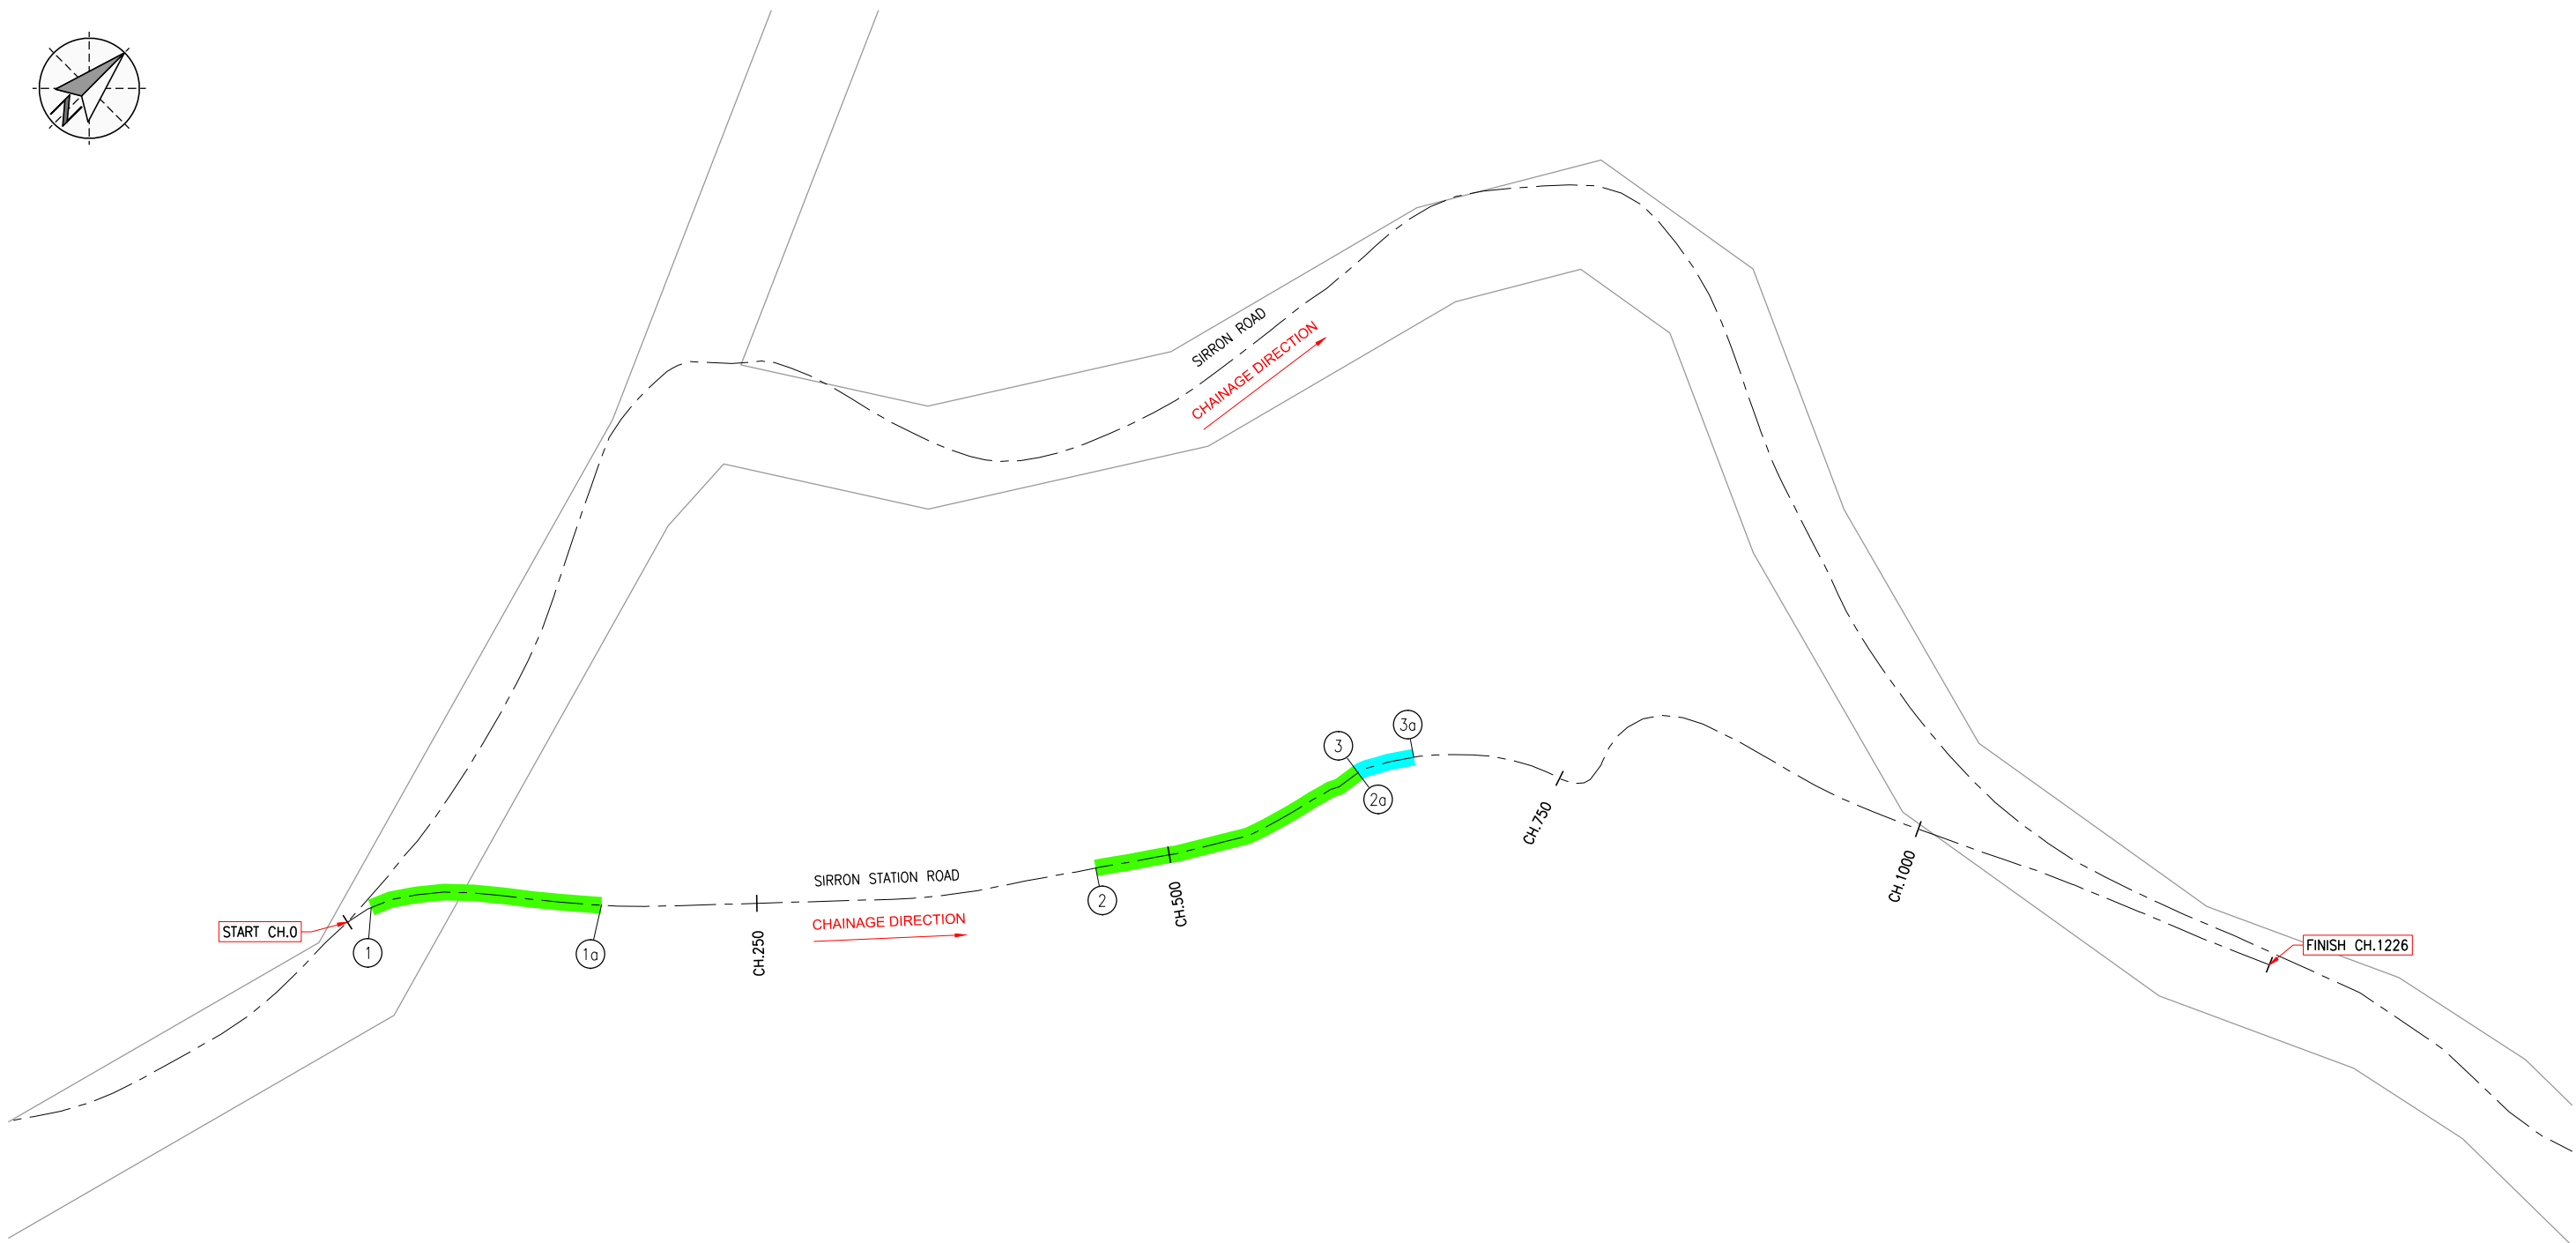 N
SIRRON ROAD
CHAINAGE DIRECTION
3a
3
2a
CH.750
CH.1000
SIRRON STATION ROAD
2
CH.500
CHAINAGE DIRECTION
START CH.0
FINISH CH.1226
1
1a
CH.250